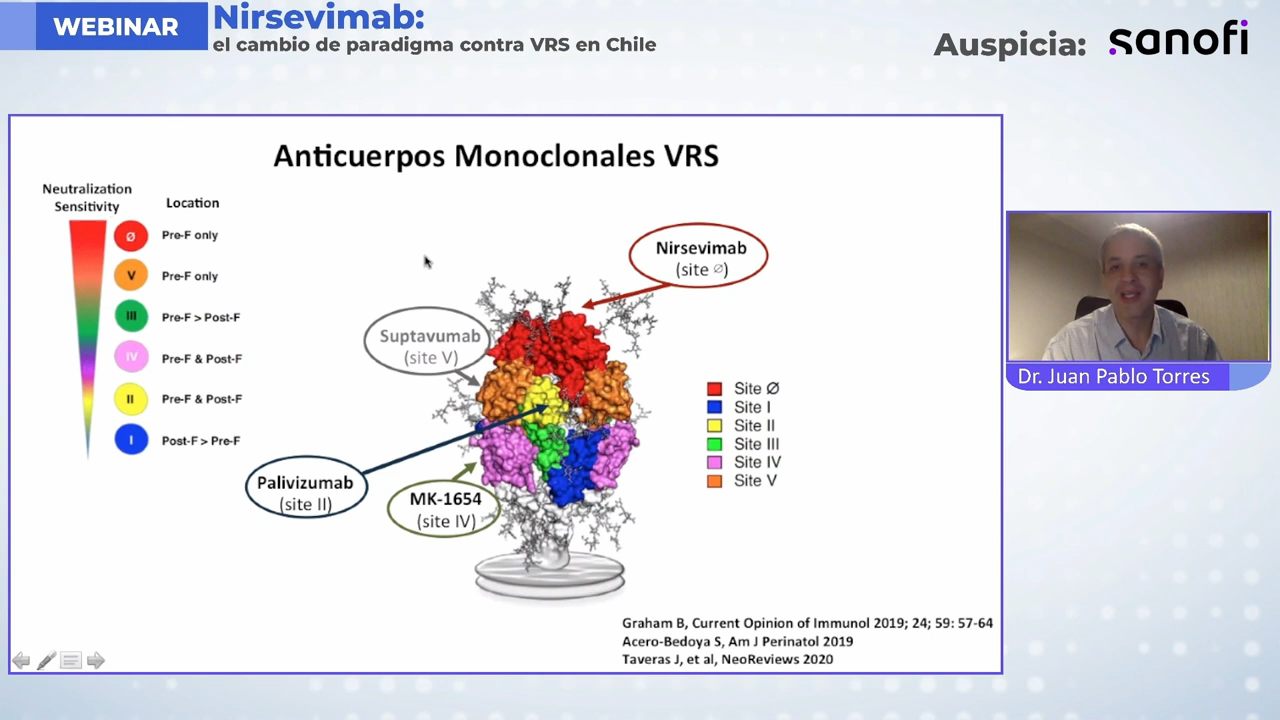 WEBINAR
Nirsevimab:
el cambio de paradigma contra VRS en Chile
Auspicia: sanofi
Anticuerpos Monoclonales VRS
Neutralization
Sensitivity
Location
Ø Pre-F only
V Pre-F only
III Pre-F > Post-F
IV Pre-F & Post-F
II Pre-F & Post-F
I Post-F > Pre-F
Nirsevimab
(site ∅)
Suptavumab
(site V)
Palivizumab
(site II)
MK-1654
(site IV)
Site Ø
Site I
Site II
Site III
Site IV
Site V
Graham B, Current Opinion of Immunol 2019; 24; 59: 57-64
Acero-Bedoya S, Am J Perinatol 2019
Taveras J, et al, NeoReviews 2020
Dr. Juan Pablo Torres